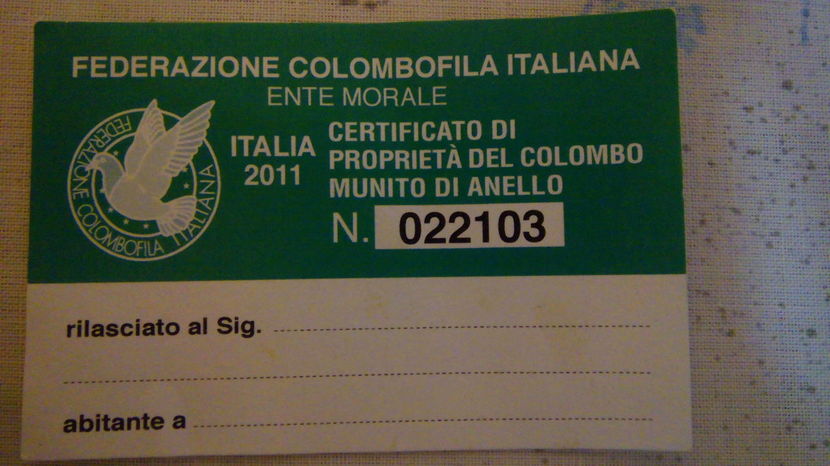 FEDERAZIONE COLOMBOFILA ITALIANA
ENTE MORALE
FEDERAZIONE COLOMBOFILA ITALIANA
ITALIA
2011
CERTIFICATO DI
PROPRIETÀ DEL COLOMBO
MUNITO DI ANELLO
N. 022103
rilasciato al Sig.
abitante a